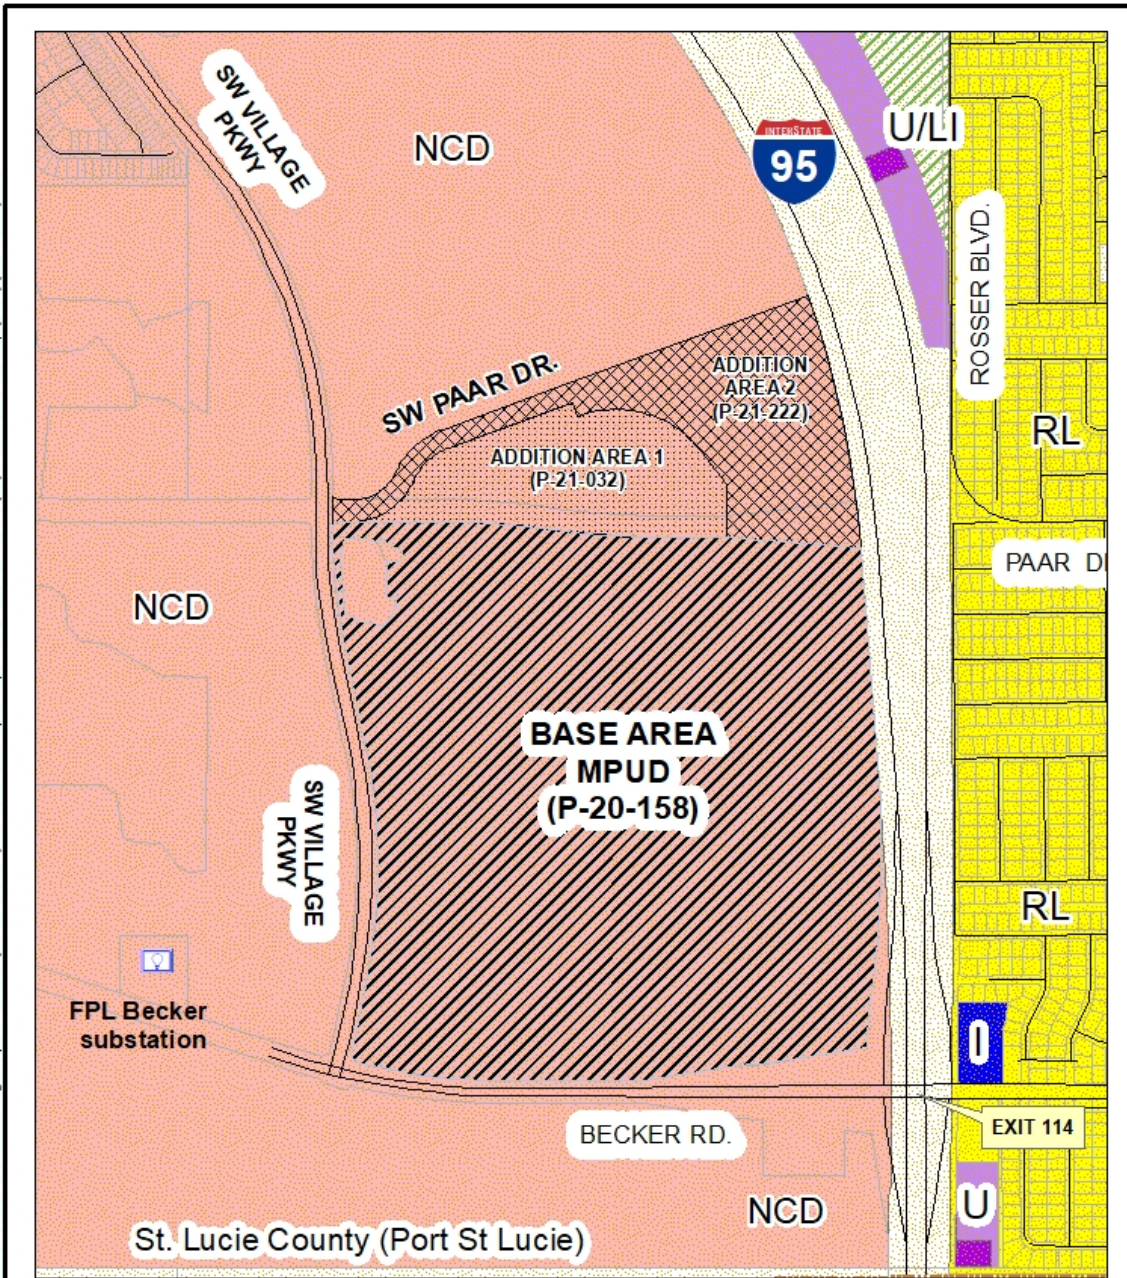 SW VILLAGE
PKWY
NCD
INTERSTATE
95
U/LI
ROSSER BLVD.
SW PAAR DR.
ADDITION
AREA 2
(P-21-222)
ADDITION AREA 1
(P-21-032)
RL
PAAR
NCD
BASE AREA
MPUD
(P-20-158)
SW VILLAGE
PKWY
RL
FPL Becker
substation
I
EXIT 114
BECKER RD.
NCD
U
St. Lucie County (Port St Lucie)